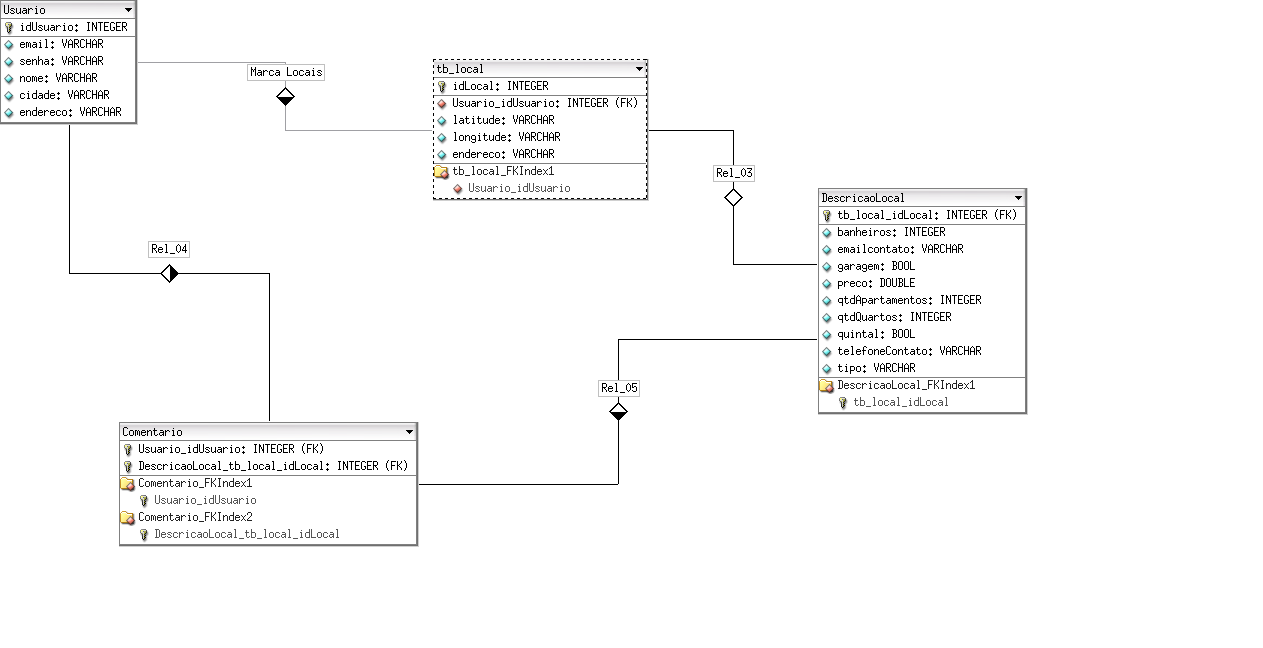 Usuario
idUsuario: INTEGER
email: VARCHAR
senha: VARCHAR
nome: VARCHAR
cidade: VARCHAR
endereco: VARCHAR
Marca Locais
tb_local
idLocal: INTEGER
Usuario_idUsuario: INTEGER (FK)
latitude: VARCHAR
longitude: VARCHAR
endereco: VARCHAR
tb_local_FKIndex1
Usuario_idUsuario
Rel_03
DescricaoLocal
tb_local_idLocal: INTEGER (FK)
banheiros: INTEGER
emailcontato: VARCHAR
garagem: BOOL
preco: DOUBLE
qtdApartamentos: INTEGER
qtdQuartos: INTEGER
quintal: BOOL
telefoneContato: VARCHAR
tipo: VARCHAR
DescricaoLocal_FKIndex1
tb_local_idLocal
Rel_04
Rel_05
Comentario
Usuario_idUsuario: INTEGER (FK)
DescricaoLocal_tb_local_idLocal: INTEGER (FK)
Comentario_FKIndex1
Usuario_idUsuario
Comentario_FKIndex2
DescricaoLocal_tb_local_idLocal